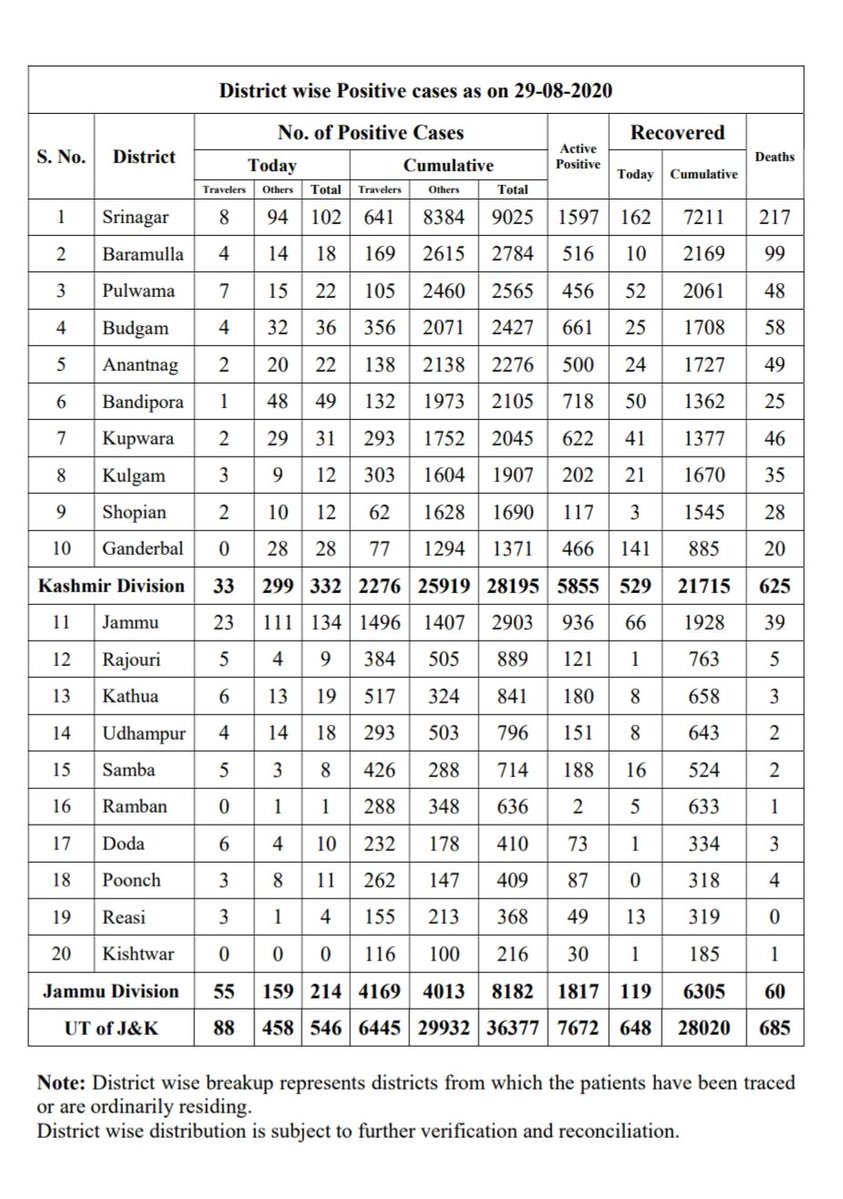 District wise Positive cases as on 29-08-2020
S. No. District No. of Positive Cases Active Positive Recovered Deaths
Today Cumulative Today Cumulative
Travelers Others Total Travelers Others Total
1 Srinagar 8 94 102 641 8384 9025 1597 162 7211 217
2 Baramulla 4 14 18 169 2615 2784 516 10 2169 99
3 Pulwama 7 15 22 105 2460 2565 456 52 2061 48
4 Budgam 4 32 36 356 2071 2427 661 25 1708 58
5 Anantnag 2 20 22 138 2138 2276 500 24 1727 49
6 Bandipora 1 48 49 132 1973 2105 718 50 1362 25
7 Kupwara 2 29 31 293 1752 2045 622 41 1377 46
8 Kulgam 3 9 12 303 1604 1907 202 21 1670 35
9 Shopian 2 10 12 62 1628 1690 117 3 1545 28
10 Ganderbal 0 28 28 77 1294 1371 466 141 885 20
Kashmir Division 33 299 332 2276 25919 28195 5855 529 21715 625
11 Jammu 23 111 134 1496 1407 2903 936 66 1928 39
12 Rajouri 5 4 9 384 505 889 121 1 763 5
13 Kathua 6 13 19 517 324 841 180 8 658 3
14 Udhampur 4 14 18 293 503 796 151 8 643 2
15 Samba 5 3 8 426 288 714 188 16 524 2
16 Ramban 0 1 1 288 348 636 2 5 633 1
17 Doda 6 4 10 232 178 410 73 1 334 3
18 Poonch 3 8 11 262 147 409 87 0 318 4
19 Reasi 3 1 4 155 213 368 49 13 319 0
20 Kishtwar 0 0 0 116 100 216 30 1 185 1
Jammu Division 55 159 214 4169 4013 8182 1817 119 6305 60
UT of J&K 88 458 546 6445 29932 36377 7672 648 28020 685
Note: District wise breakup represents districts from which the patients have been traced
or are ordinarily residing.
District wise distribution is subject to further verification and reconciliation.